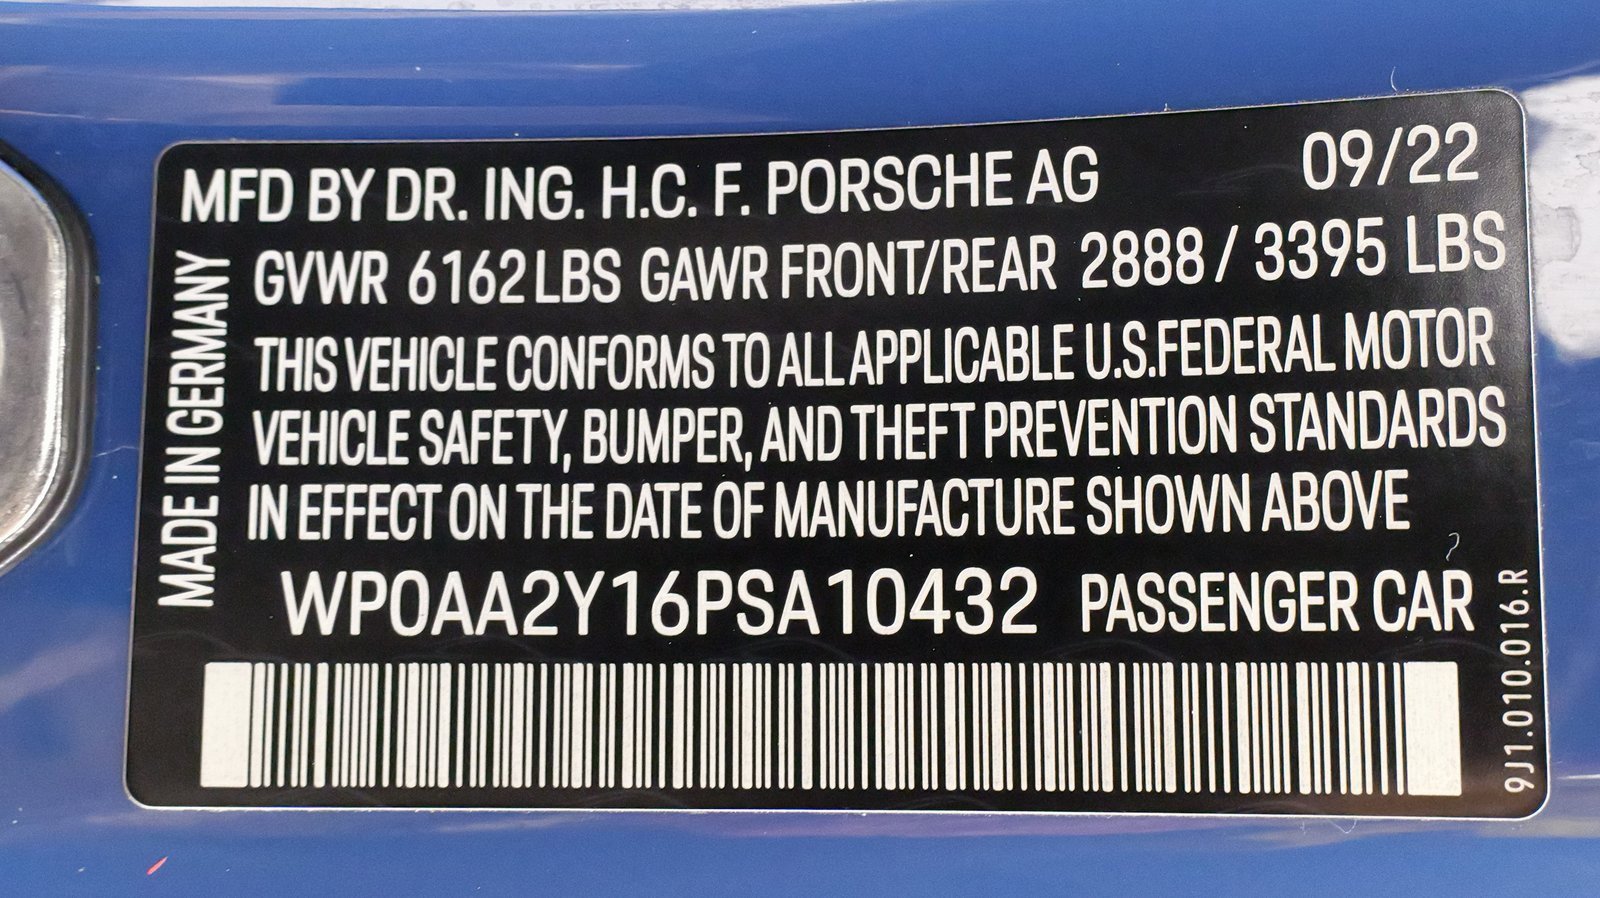 MFD BY DR. ING. H.C. F. PORSCHE AG 09/22
GVWR 6162 LBS GAWR FRONT/REAR 2888 / 3395 LBS
THIS VEHICLE CONFORMS TO ALL APPLICABLE U.S.FEDERAL MOTOR
VEHICLE SAFETY, BUMPER, AND THEFT PREVENTION STANDARDS
IN EFFECT ON THE DATE OF MANUFACTURE SHOWN ABOVE
WP0AA2Y16PSA10432 PASSENGER CAR
MADE IN GERMANY
9J1.010.016.R